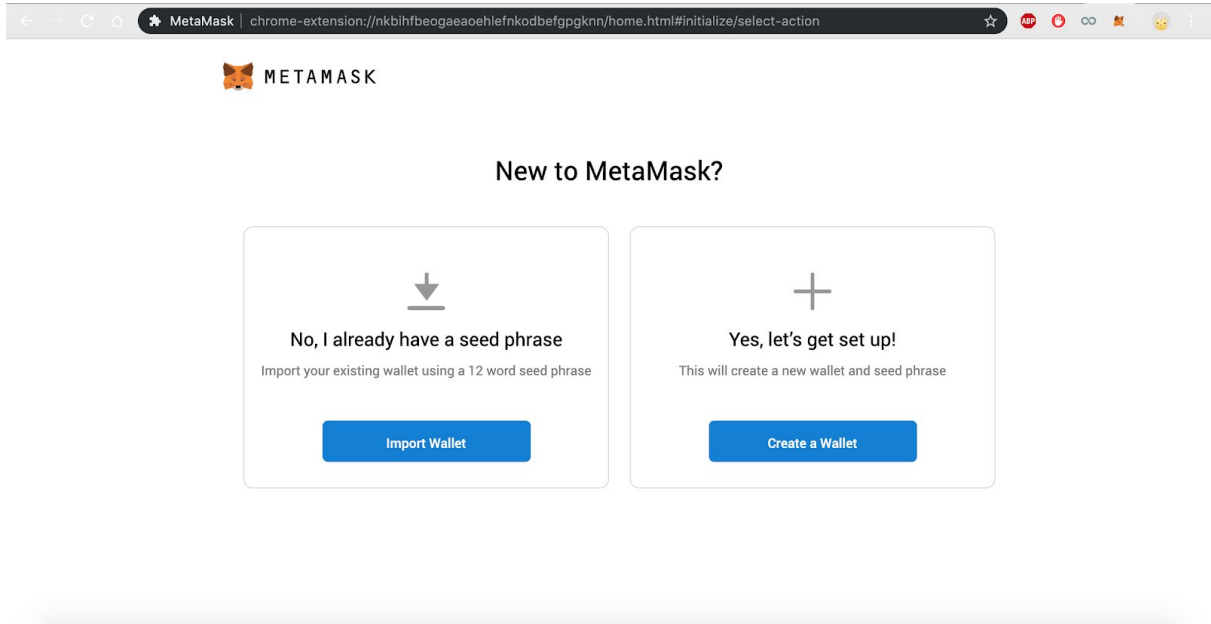 MetaMask | chrome-extension://nkbihfbeogaeaoehlefnkodbefgpgknn/home.html#initialize/select-action ABP
METAMASK
New to MetaMask?
No, I already have a seed phrase
Import your existing wallet using a 12 word seed phrase
Import Wallet
Yes, let's get set up!
This will create a new wallet and seed phrase
Create a Wallet